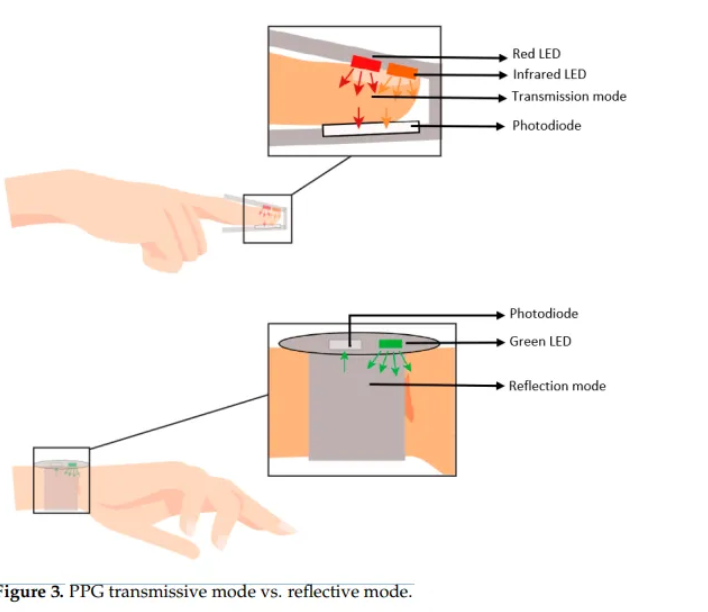 Red LED
Infrared LED
Transmission mode
Photodiode
Photodiode
Green LED
Reflection mode
Figure 3. PPG transmissive mode vs. reflective mode.